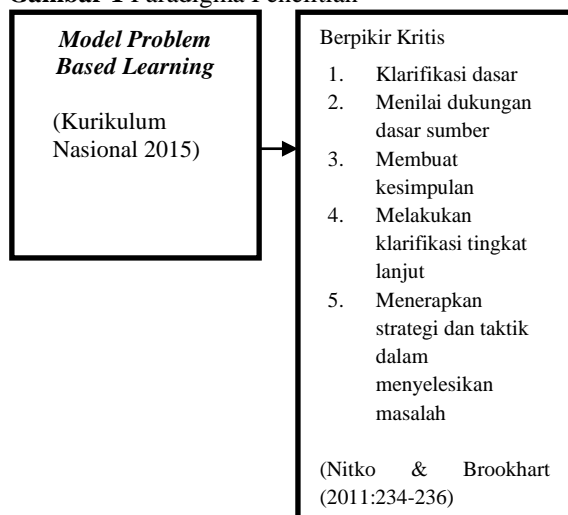 Gambar 1 Paradigma Penelitian
Model Problem
Based Learning
(Kurikulum
Nasional 2015)
Berpikir Kritis
1. Klarifikasi dasar
2. Menilai dukungan
dasar sumber
3. Membuat
kesimpulan
4. Melakukan
klarifikasi tingkat
lanjut
5. Menerapkan
strategi dan taktik
dalam
menyelesikan
masalah
(Nitko & Brookhart
(2011:234-236)